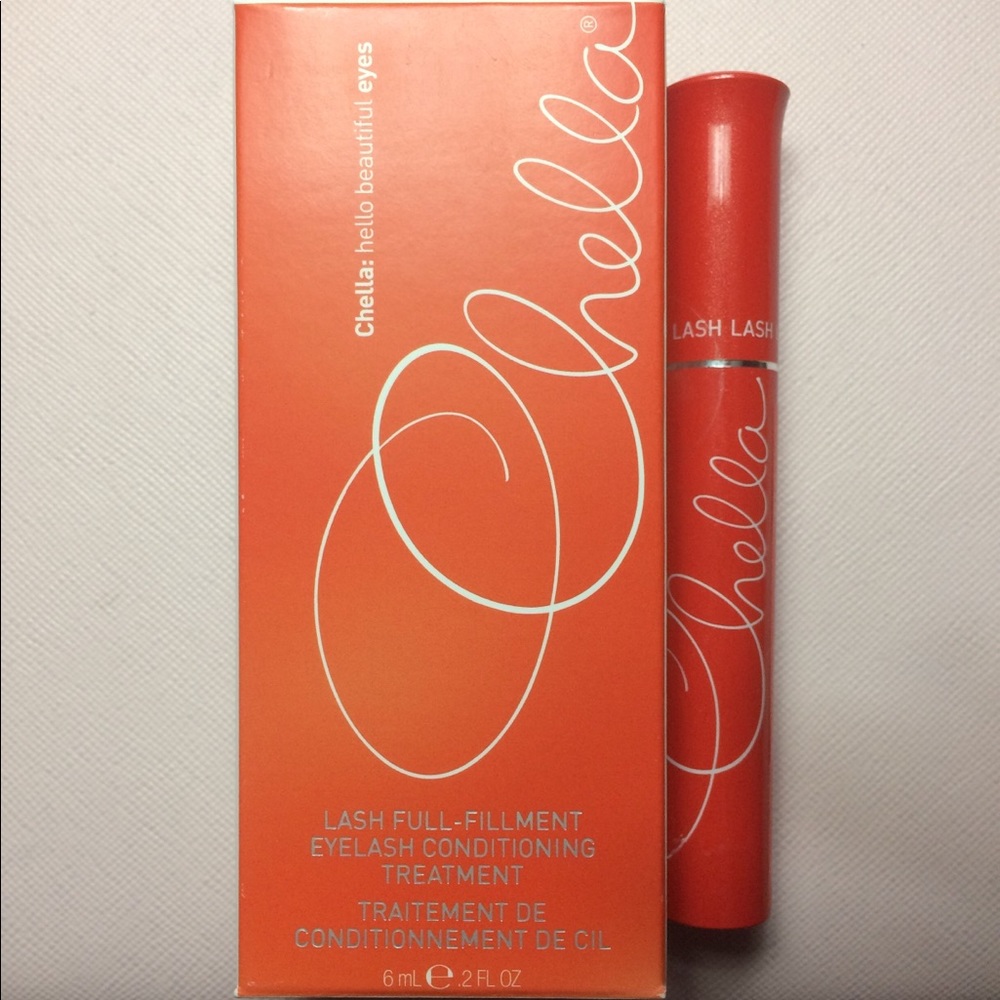 Chella: hello beautiful eyes
Chella®
LASH FULL-FILLMENT
EYELASH CONDITIONING
TREATMENT
TRAITEMENT DE
CONDITIONNEMENT DE CIL
6 mL ℮ .2 FL OZ
LASH LASH
Chella